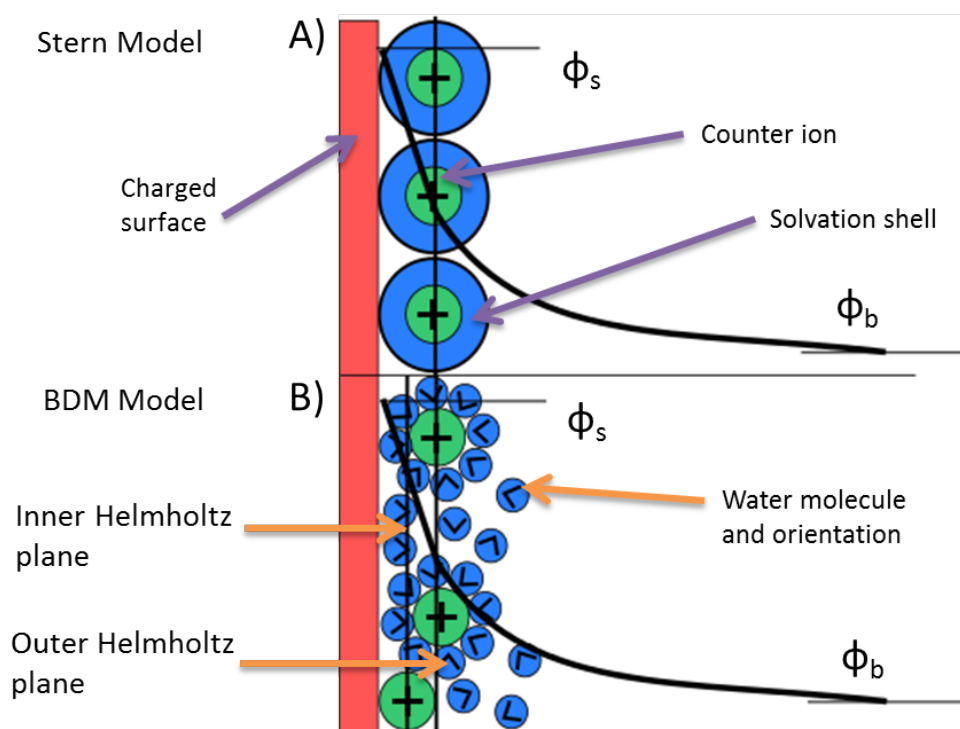 Stern Model
A)
ϕs
Counter ion
Charged
surface
Solvation shell
ϕb
+
+
+
BDM Model
B)
ϕs
Water molecule
and orientation
Inner Helmholtz
plane
Outer Helmholtz
plane
ϕb
+
+
+